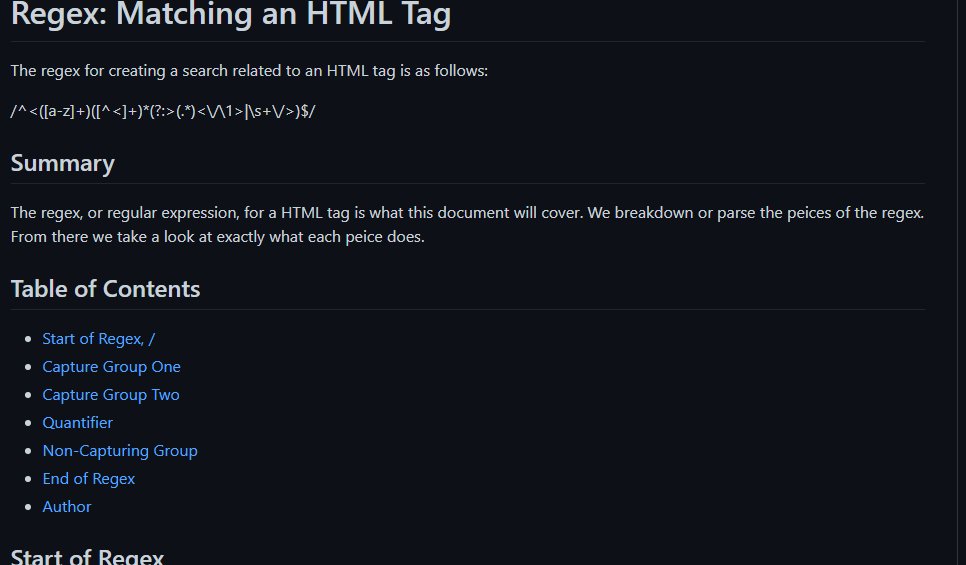 Regex: Matching an HTML Tag
The regex for creating a search related to an HTML tag is as follows:
/^<([a-z]+)([^<]+)*(?:>(.*)<\/\1>|\s+\/>)$/
Summary
The regex, or regular expression, for a HTML tag is what this document will cover. We breakdown or parse the peices of the regex.
From there we take a look at exactly what each peice does.
Table of Contents
Start of Regex, /
Capture Group One
Capture Group Two
Quantifier
Non-Capturing Group
End of Regex
Author
Start of Regex